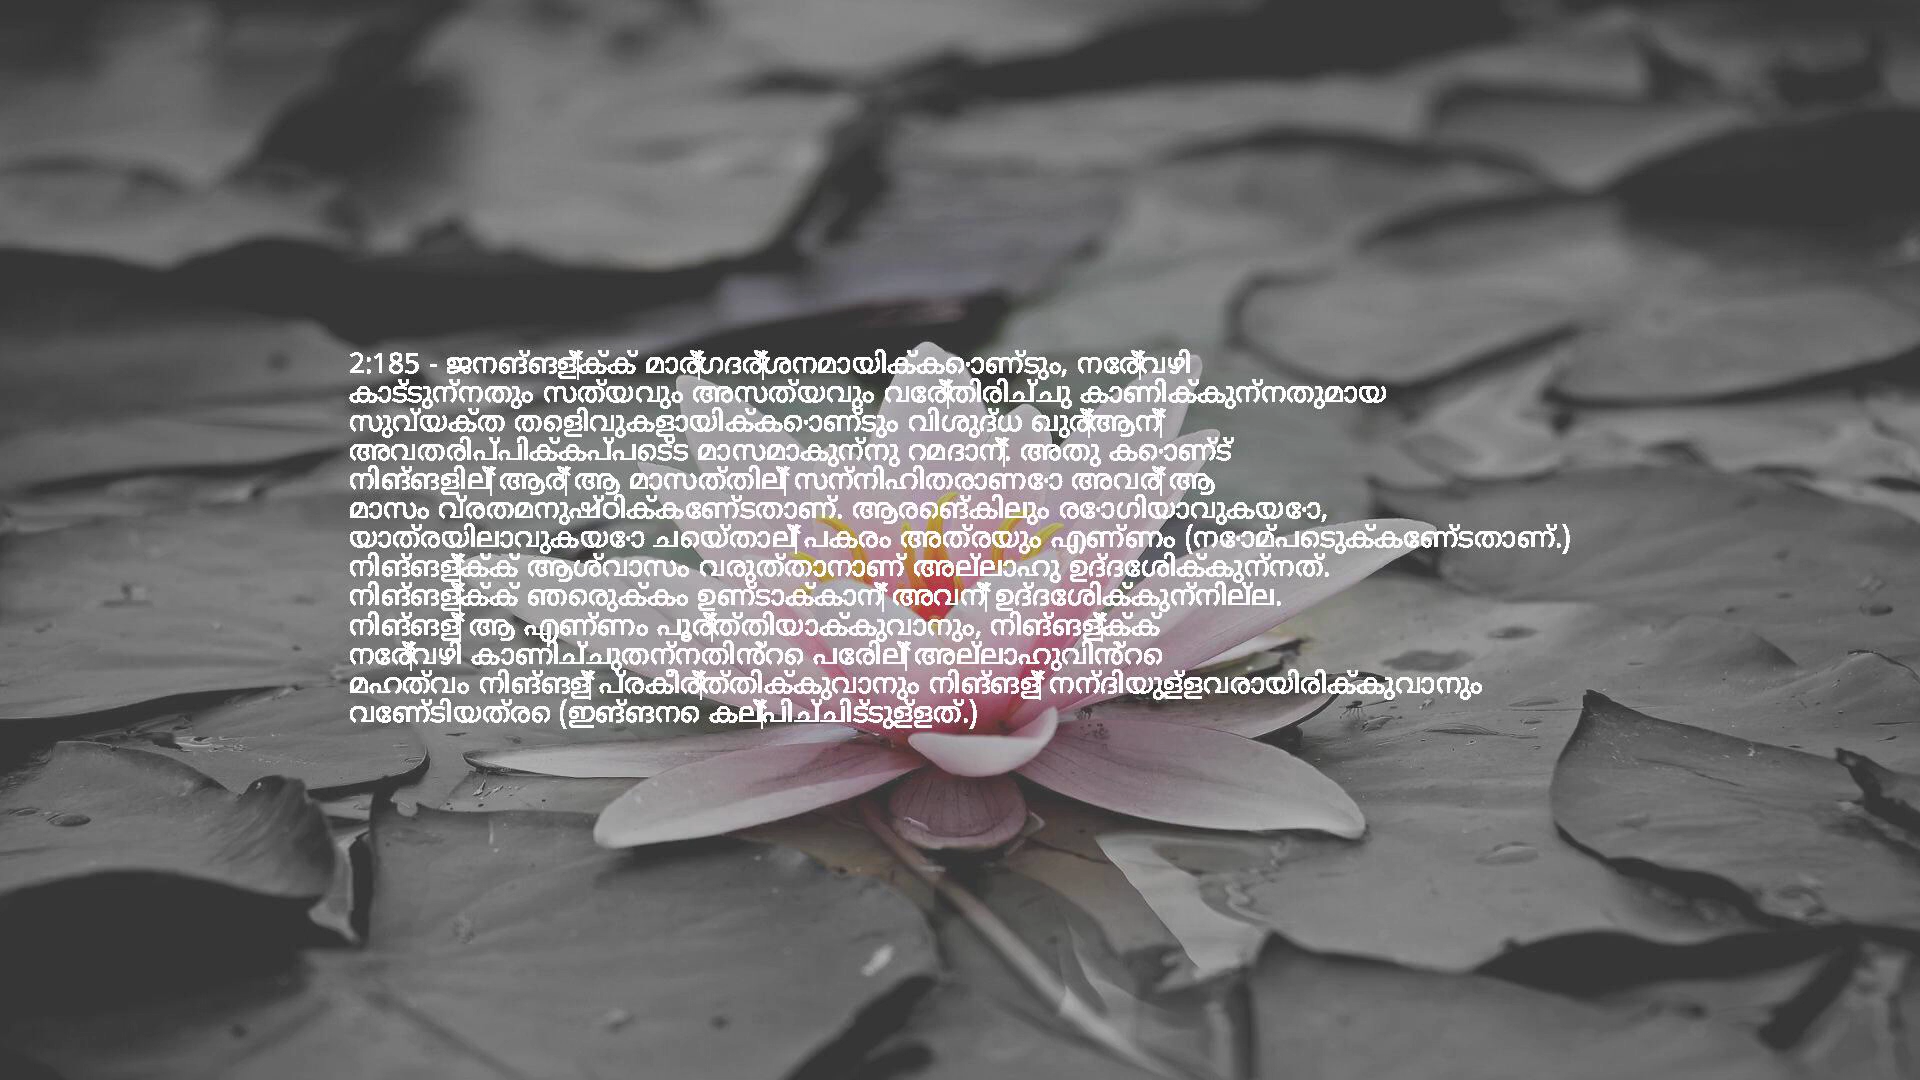 2:185 - ജനങ്ങള്‍ക്ക് മാര്‍ഗദര്‍ശനമായിക്കൊണ്ടും, നേര്‍വഴി
കാട്ടുന്നതും സത്യവും അസത്യവും വേര്‍തിരിച്ചു കാണിക്കുന്നതുമായ
സുവ്യക്ത തെളിവുകളായിക്കൊണ്ടും വിശുദ്ധ ഖുര്‍ആന്‍
അവതരിപ്പിക്കപ്പെട്ട മാസമാകുന്നു റമദാന്‍. അതു കൊണ്ട്
നിങ്ങളില്‍ ആര്‍ ആ മാസത്തില്‍ സന്നിഹിതരാണോ അവര്‍ ആ
മാസം വ്രതമനുഷ്ഠിക്കേണ്ടതാണ്. ആരെങ്കിലും രോഗിയാവുകയോ,
യാത്രയിലാവുകയോ ചെയ്താല്‍ പകരം അത്രയും എണ്ണം (നോമ്പെടുക്കേണ്ടതാണ്.)
നിങ്ങള്‍ക്ക് ആശ്വാസം വരുത്താനാണ് അല്ലാഹു ഉദ്ദേശിക്കുന്നത്.
നിങ്ങള്‍ക്ക് ഞെരുക്കം ഉണ്ടാക്കാന്‍ അവന്‍ ഉദ്ദേശിക്കുന്നില്ല.
നിങ്ങള്‍ ആ എണ്ണം പൂര്‍ത്തിയാക്കുവാനും, നിങ്ങള്‍ക്ക്
നേര്‍വഴി കാണിച്ചുതന്നതിന്‍റെ പേരില്‍ അല്ലാഹുവിന്‍റെ
മഹത്വം നിങ്ങള്‍ പ്രകീര്‍ത്തിക്കുവാനും നിങ്ങള്‍ നന്ദിയുള്ളവരായിരിക്കുവാനും
വേണ്ടിയത്രെ (ഇങ്ങനെ കല്‍പിച്ചിട്ടുള്ളത്.)